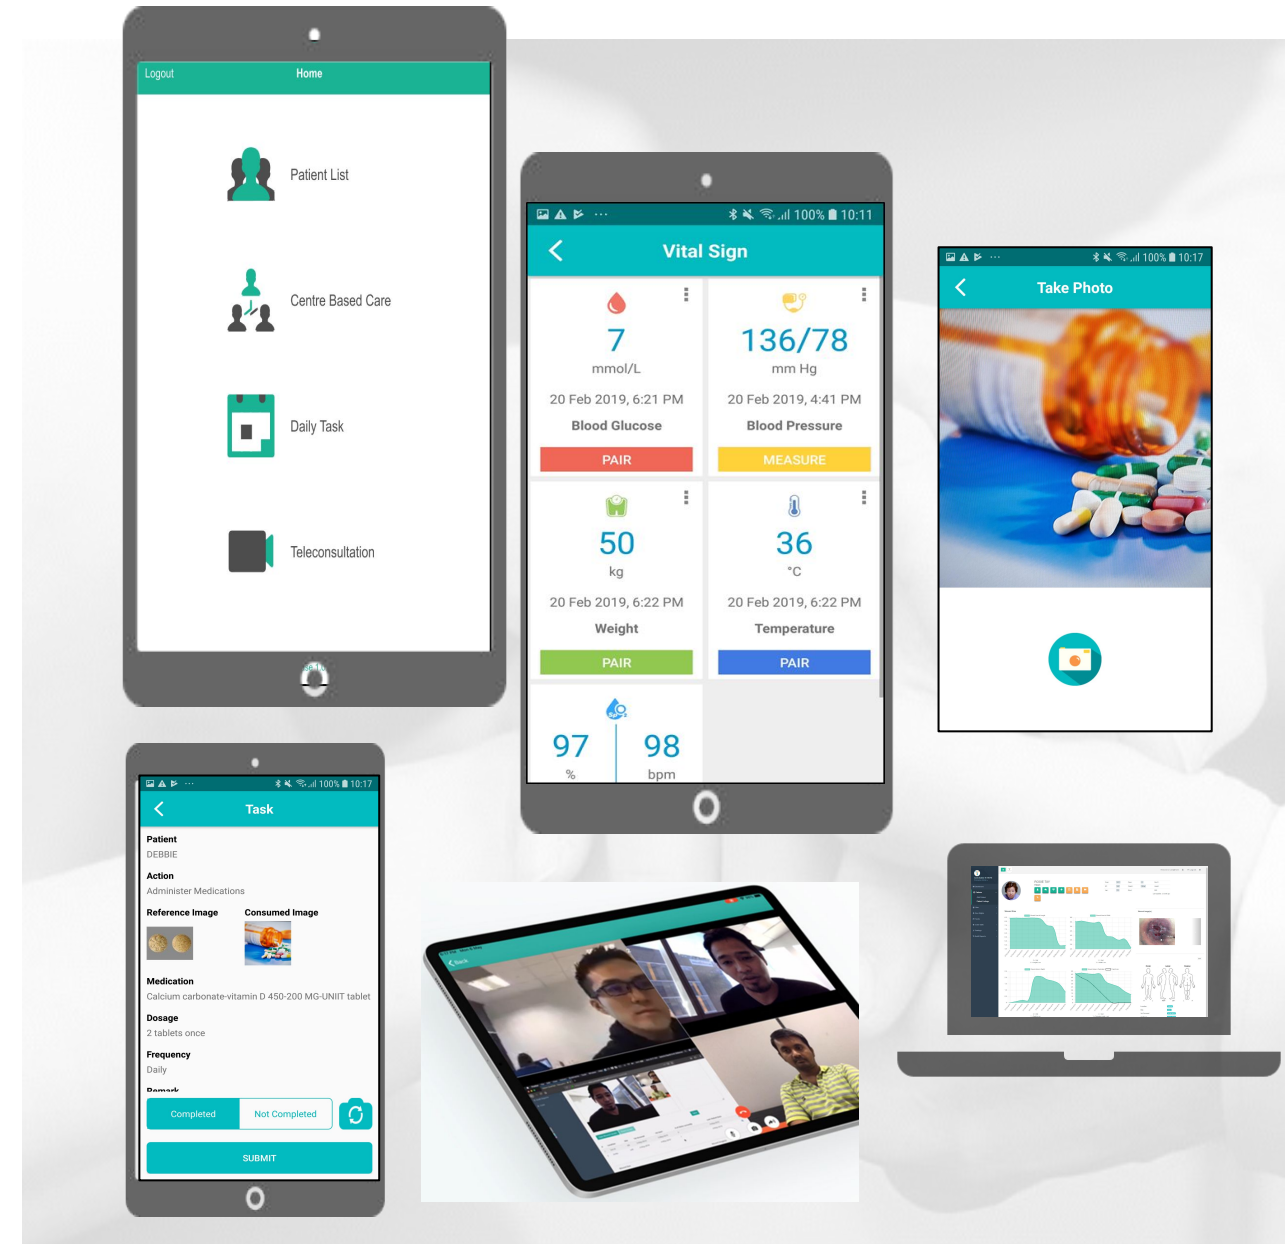 Logout
Home
Patient List
Centre Based Care
Daily Task
Teleconsultation
100% 10:11
Vital Sign
7
mmol/L
20 Feb 2019, 6:21 PM
Blood Glucose
PAIR
136/78
mm Hg
20 Feb 2019, 4:41 PM
Blood Pressure
MEASURE
50
kg
20 Feb 2019, 6:22 PM
Weight
PAIR
36
°C
20 Feb 2019, 6:22 PM
Temperature
PAIR
97
%
98
bpm
100% 10:17
Take Photo
100% 10:17
Task
Patient
DEBBIE
Action
Administer Medications
Reference Image
Consumed Image
Medication
Calcium carbonate-vitamin D 450-200 MG-UNIIT tablet
Dosage
2 tablets once
Frequency
Daily
Remark
Completed
Not Completed
SUBMIT
Back